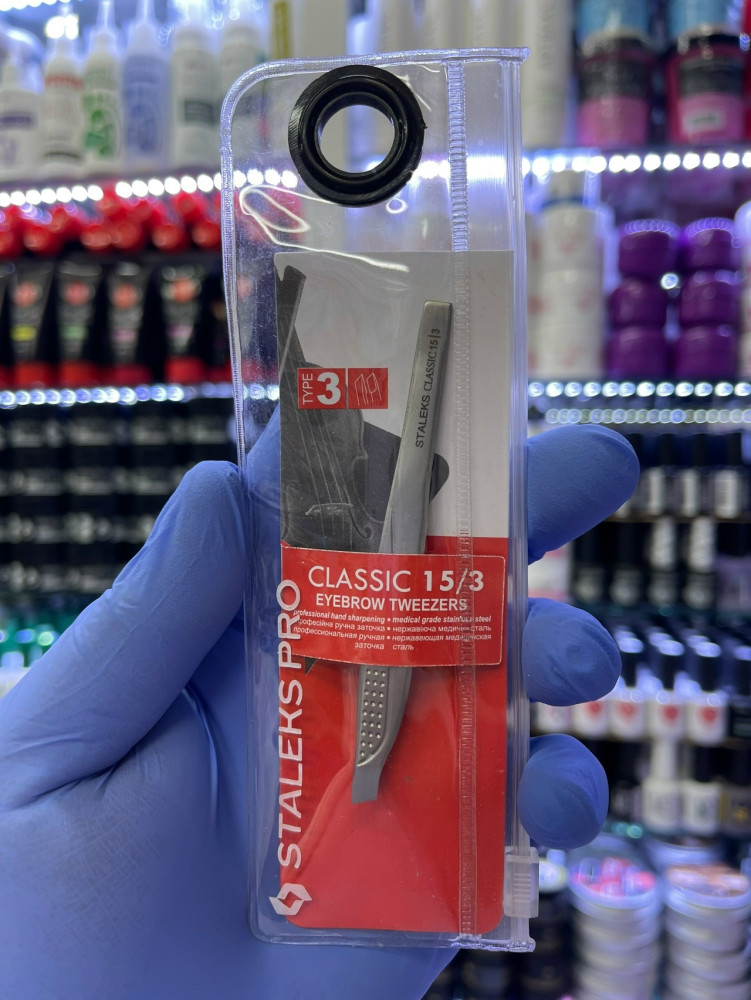 TYPE 3
STALEKS CLASSIC 15|3
CLASSIC 15/3
EYEBROW TWEEZERS
professional hand sharpening • medical grade stainless steel
професійна ручна заточка • нержавіюча медична сталь
профессиональная ручная • нержавеющая медицинская
заточка сталь
STALEKS PRO